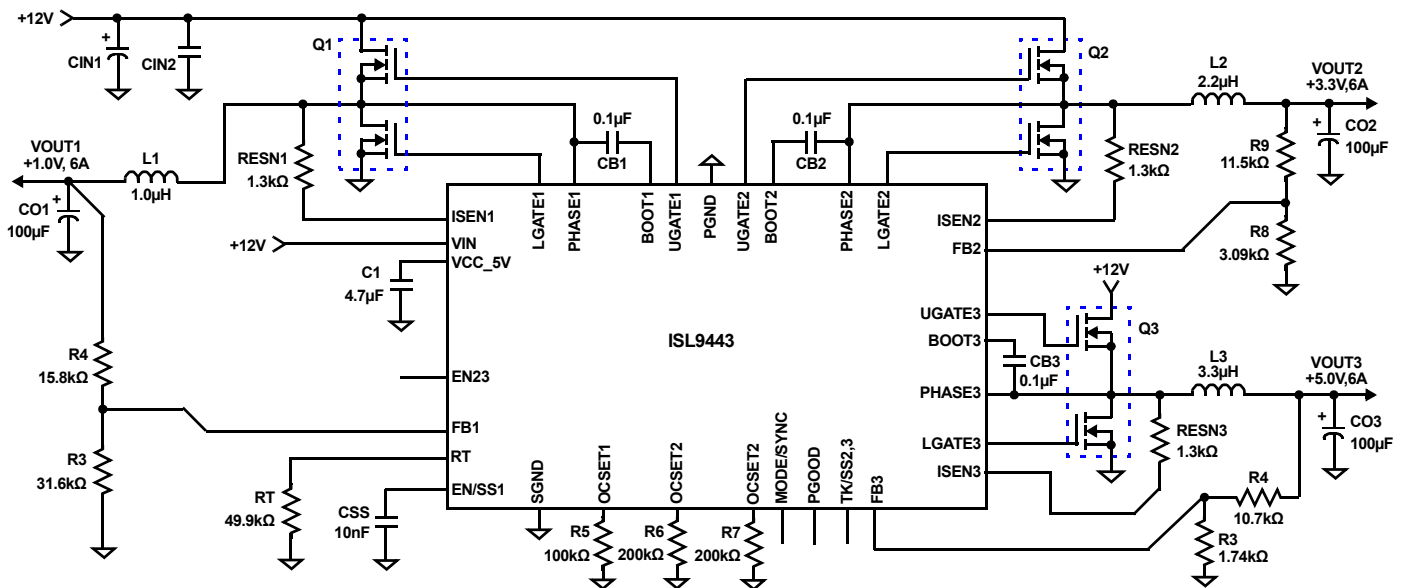 +12V
+
CIN1
CIN2
Q1
Q2
L2
2.2µH
VOUT2
+3.3V,6A
+
CO2
100µF
R9
11.5kΩ
R8
3.09kΩ
0.1µF
CB1
0.1µF
CB2
RESN1
1.3kΩ
RESN2
1.3kΩ
VOUT1
+1.0V, 6A
L1
1.0µH
+
CO1
100µF
LGATE1
PHASE1
BOOT1
UGATE1
PGND
UGATE2
BOOT2
PHASE2
LGATE2
ISEN1
+12V
VIN
VCC_5V
C1
4.7µF
ISEN2
FB2
ISL9443
EN23
FB1
RT
EN/SS1
R4
15.8kΩ
R3
31.6kΩ
RT
49.9kΩ
CSS
10nF
UGATE3
BOOT3
PHASE3
LGATE3
ISEN3
+12V
Q3
CB3
0.1µF
L3
3.3µH
VOUT3
+5.0V,6A
+
CO3
100µF
RESN3
1.3kΩ
R4
10.7kΩ
R3
1.74kΩ
SGND
OCSET1
OCSET2
OCSET2
MODE/SYNC
PGOOD
TK/SS2,3
FB3
R5
100kΩ
R6
200kΩ
R7
200kΩ